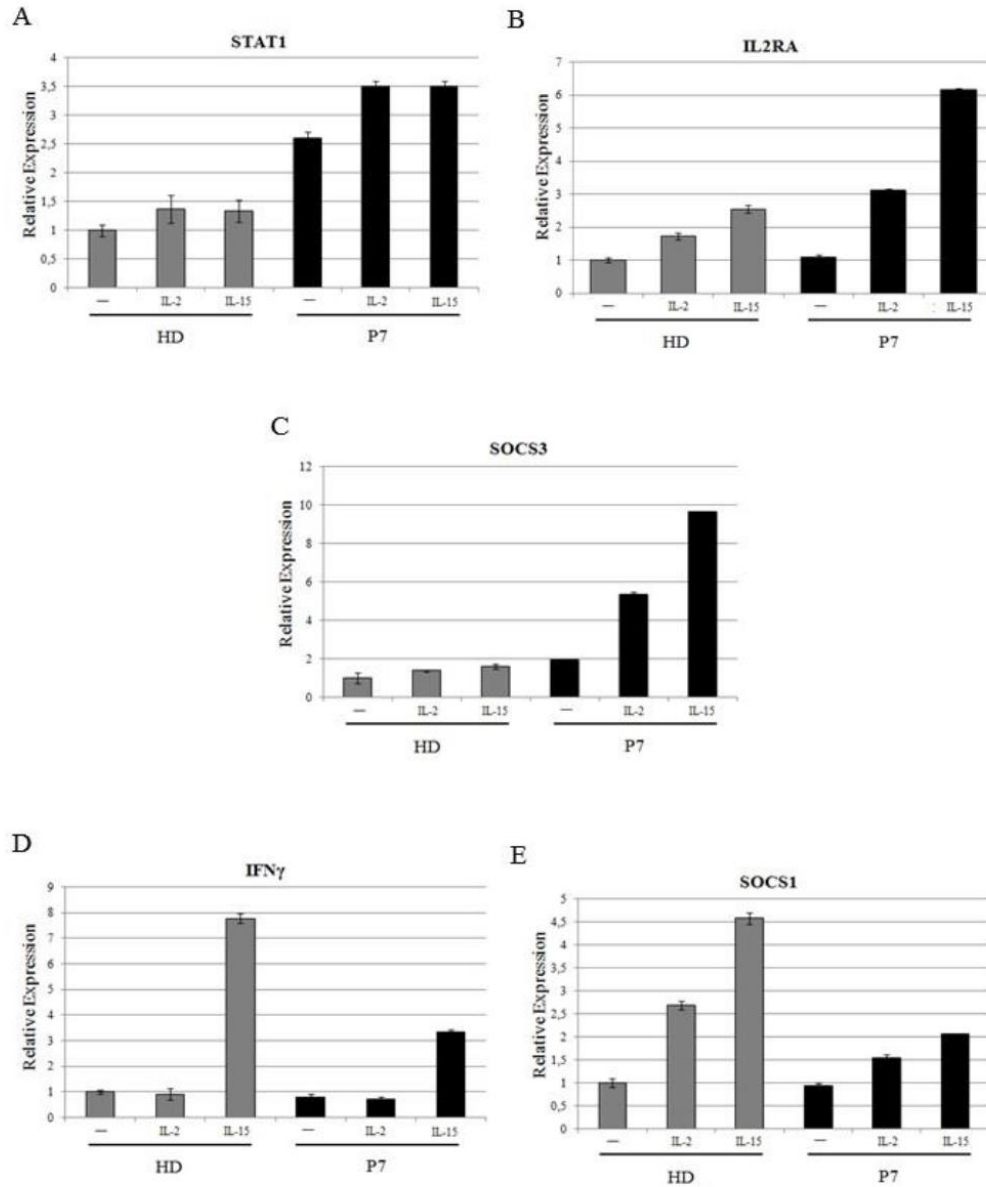 A
STAT1
Relative Expression
4
3,5
3
2,5
2
1,5
1
0,5
0
— IL-2 IL-15 — IL-2 IL-15
HD P7
B
IL2RA
Relative Expression
7
6
5
4
3
2
1
0
— IL-2 IL-15 — IL-2 : IL-15
HD P7
C
SOCS3
Relative Expression
12
10
8
6
4
2
0
— IL-2 IL-15 — IL-2 IL-15
HD P7
D
IFNγ
Relative Expression
9
8
7
6
5
4
3
2
1
0
— IL-2 IL-15 — IL-2 IL-15
HD P7
E
SOCS1
Relative Expression
5
4,5
4
3,5
3
2,5
2
1,5
1
0,5
0
— IL-2 IL-15 — IL-2 IL-15
HD P7